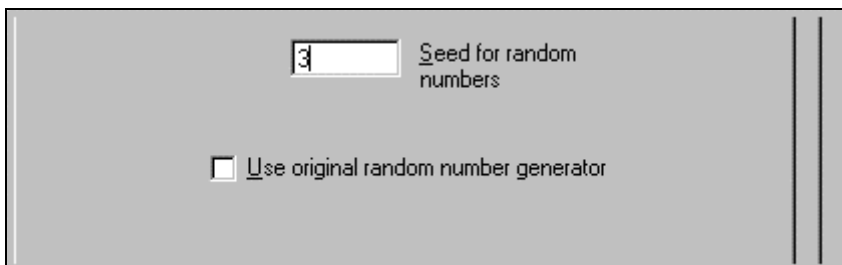 3 Seed for random
numbers
Use original random number generator